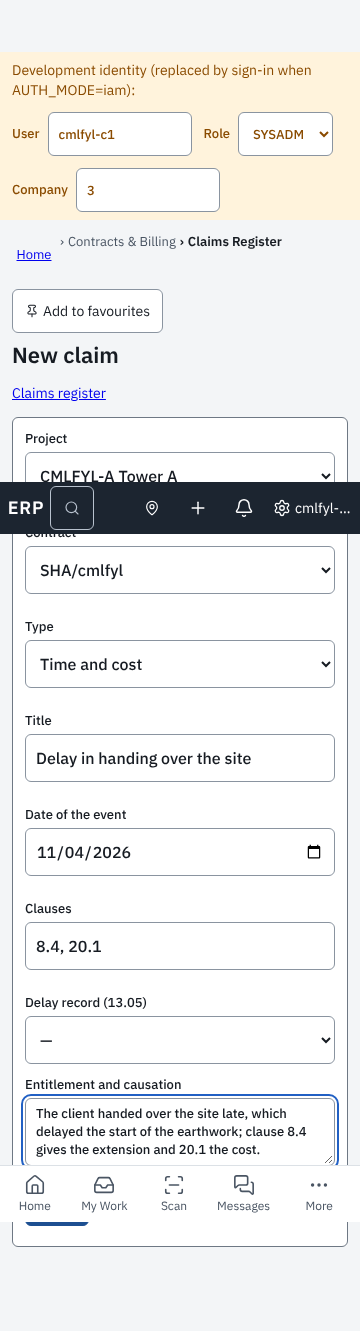 Development identity (replaced by sign-in when
AUTH_MODE=iam):
User
cmlfyl-c1
Role
SYSADM
Company
3
Home
› Contracts & Billing › Claims Register
Add to favourites
New claim
Claims register
Project
CMLFYL-A Tower A
ERP
cmlfyl-...
Contract
SHA/cmlfyl
Type
Time and cost
Title
Delay in handing over the site
Date of the event
11/04/2026
Clauses
8.4, 20.1
Delay record (13.05)
—
Entitlement and causation
The client handed over the site late, which
delayed the start of the earthwork; clause 8.4
gives the extension and 20.1 the cost.
Home
My Work
Scan
Messages
More